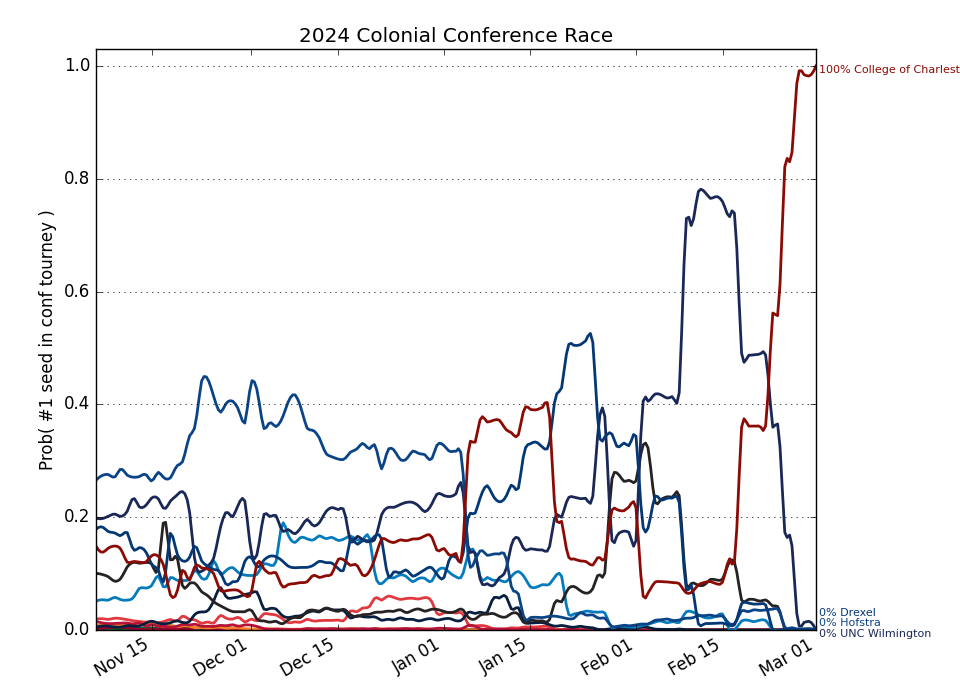 2024 Colonial Conference Race
Prob( #1 seed in conf tourney )
1.0
0.8
0.6
0.4
0.2
0.0
Nov 15
Dec 01
Dec 15
Jan 01
Jan 15
Feb 01
Feb 15
Mar 01
100% College of Charlest
0% Drexel
0% Hofstra
0% UNC Wilmington